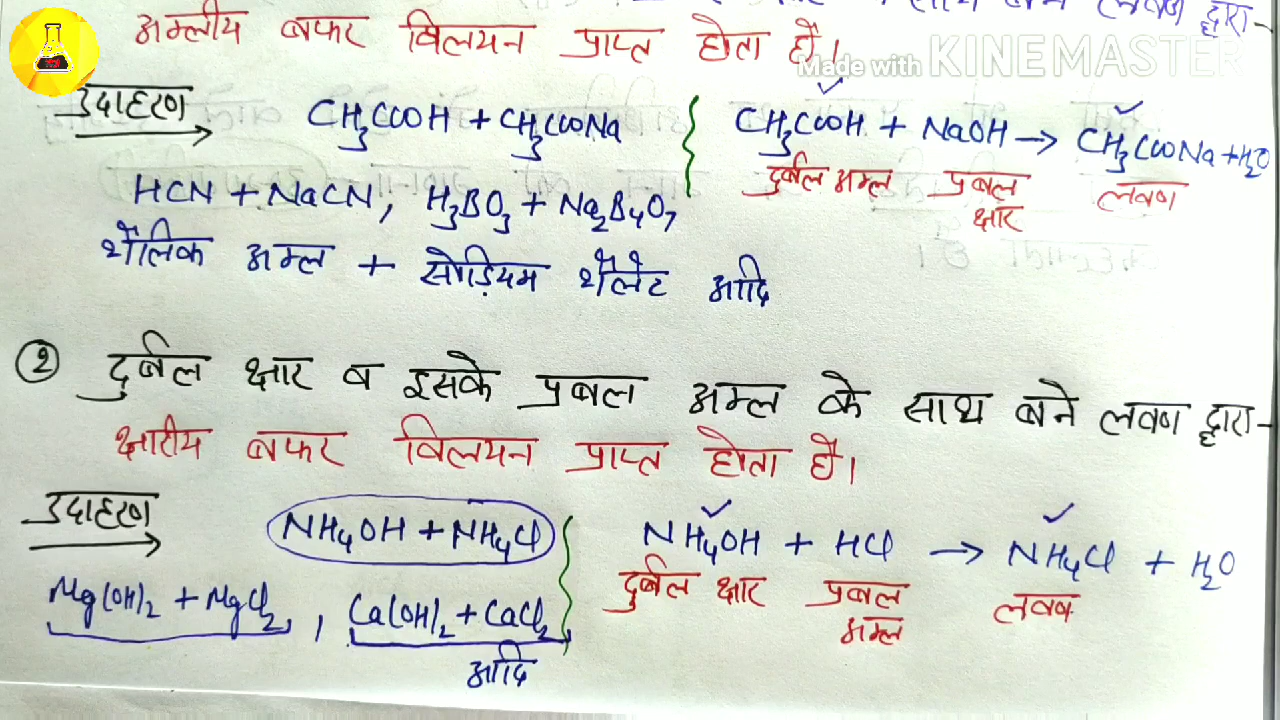 साथ बने लवण द्वारा-
अम्लीय बफर विलयन प्राप्त होता है।
Made with KINEMASTER
उदाहरण CH₃COOH + CH₃COONa
CH₃COOH + NaOH → CH₃COONa + H₂O
दुर्बल अम्ल प्रबल क्षार लवण
HCN + NaCN, H₃BO₃ + Na₂B₄O₇
थैलिक अम्ल + सोड़ियम थैलेट आदि
② दुर्बल क्षार व इसके प्रबल अम्ल के साथ बने लवण द्वारा-
क्षारीय बफर विलयन प्राप्त होता है।
उदाहरण NH₄OH + NH₄Cl
NH₄OH + HCl → NH₄Cl + H₂O
दुर्बल क्षार प्रबल अम्ल लवण
Mg(OH)₂ + MgCl₂, Ca(OH)₂ + CaCl₂
आदि